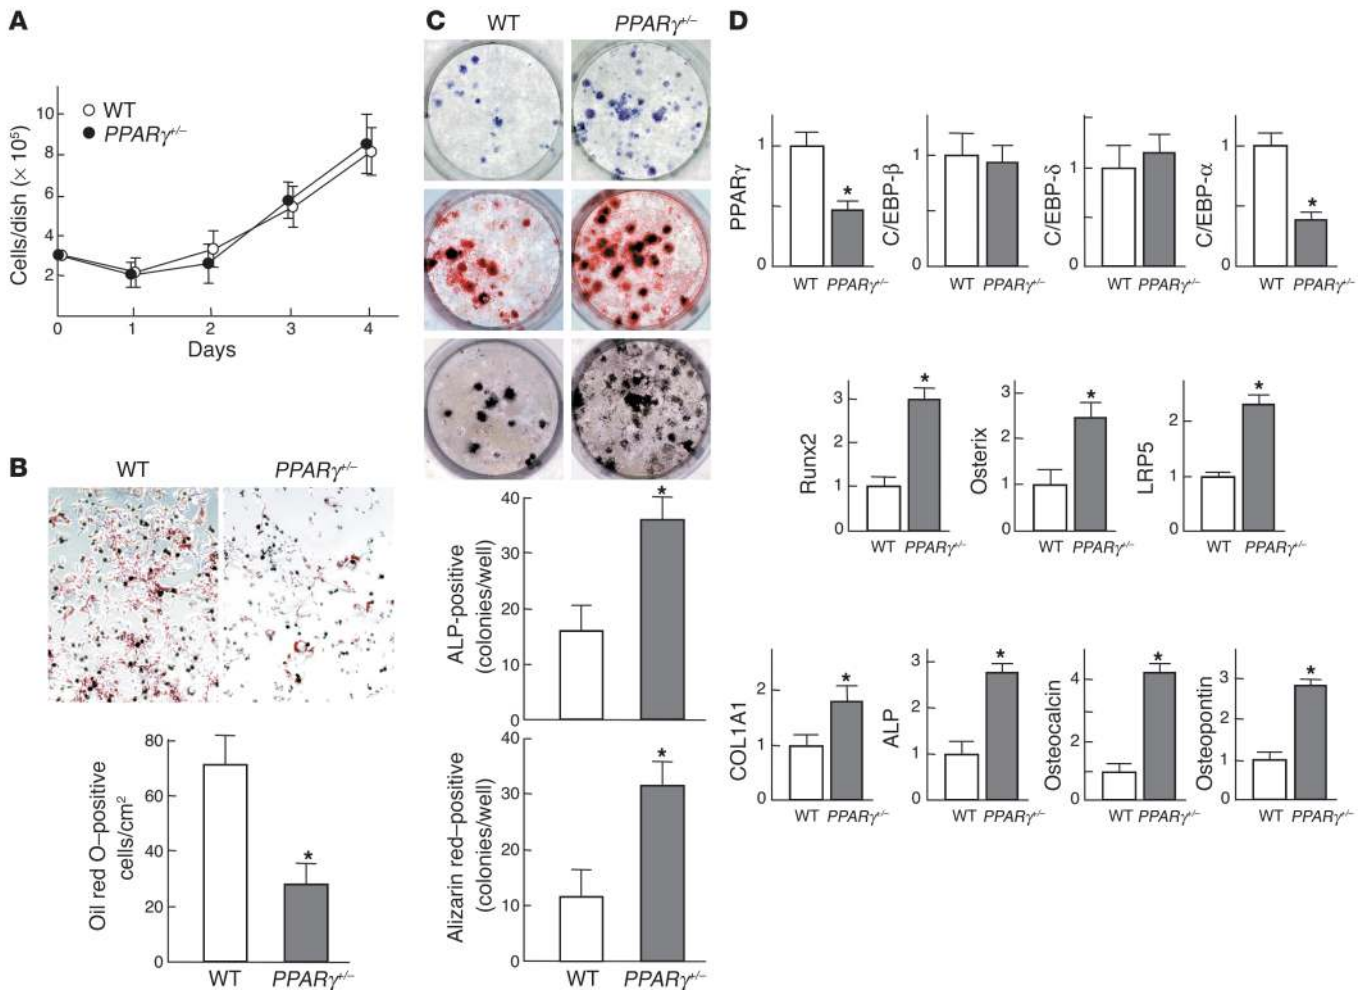 A
WT
PPARγ+/–
Cells/dish (× 10⁵)
10
8
6
4
2
0 1 2 3 4
Days
B
WT PPARγ+/–
Oil red O–positive
cells/cm²
80
60
40
20
0
WT PPARγ+/–
C
WT PPARγ+/–
ALP-positive
(colonies/well)
40
*
30
20
10
0
Alizarin red–positive
(colonies/well)
40
*
30
20
10
0
WT PPARγ+/–
D
PPARγ
1
*
0
WT PPARγ+/–
C/EBP-β
1
0
WT PPARγ+/–
C/EBP-δ
1
0
WT PPARγ+/–
C/EBP-α
1
*
0
WT PPARγ+/–
Runx2
*
3
2
1
0
WT PPARγ+/–
Osterix
*
3
2
1
0
WT PPARγ+/–
LRP5
*
2
1
0
WT PPARγ+/–
COL1A1
*
2
1
0
WT PPARγ+/–
ALP
*
3
2
1
0
WT PPARγ+/–
Osteocalcin
*
4
2
1
0
WT PPARγ+/–
Osteopontin
*
3
2
1
0
WT PPARγ+/–
*